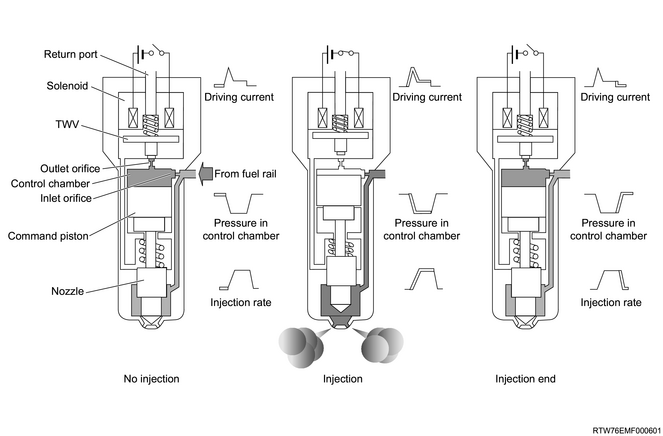 Return port
Solenoid
Driving current
Driving current
Driving current
TWV
Outlet orifice
Control chamber
From fuel rail
Inlet orifice
Pressure in
control chamber
Pressure in
control chamber
Pressure in
control chamber
Command piston
Nozzle
Injection rate
Injection rate
No injection
Injection
Injection end
RTW76EMF000601